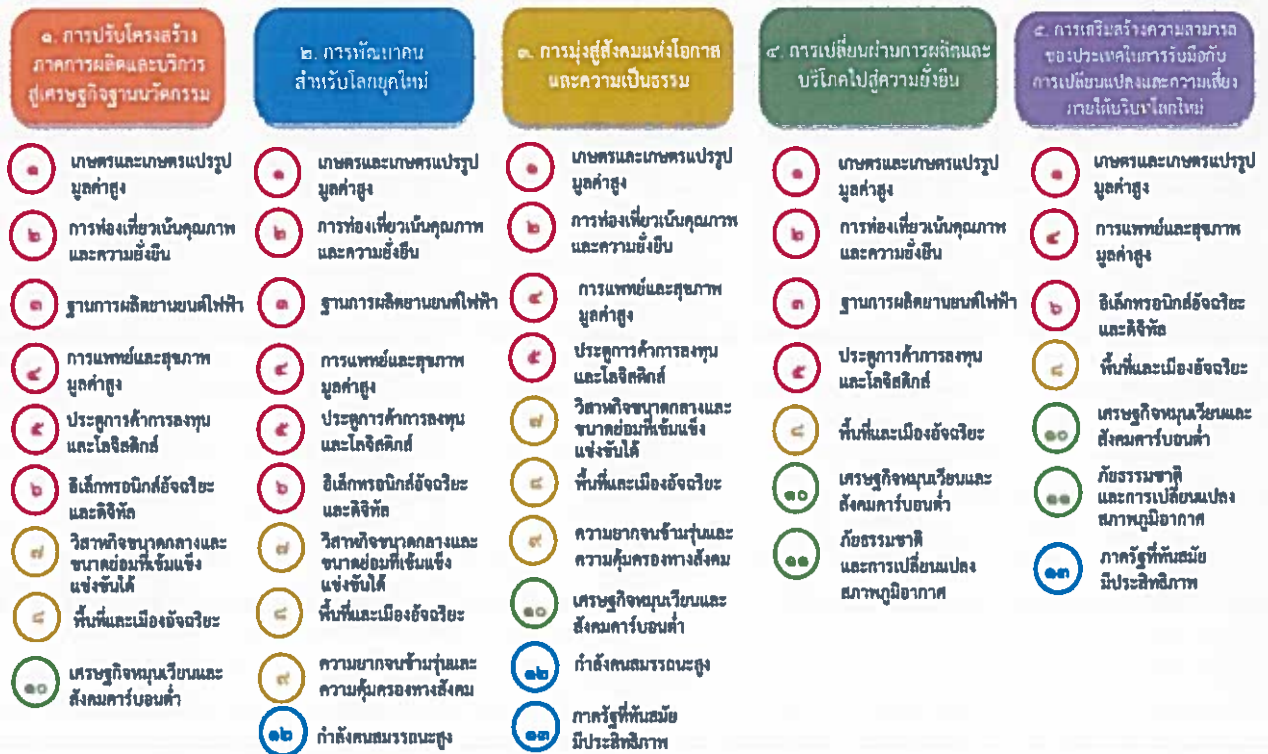 ๑. การปรับโครงสร้าง
ภาคการผลิตและบริการ
สู่เศรษฐกิจฐานนวัตกรรม
๑
เกษตรและเกษตรแปรรูป
มูลค่าสูง
๒
การท่องเที่ยวเน้นคุณภาพ
และความยั่งยืน
๓
ฐานการผลิตยานยนต์ไฟฟ้า
๔
การแพทย์และสุขภาพ
มูลค่าสูง
๕
ประตูการค้าการลงทุน
และโลจิสติกส์
๖
อิเล็กทรอนิกส์อัจฉริยะ
และดิจิทัล
๗
วิสาหกิจขนาดกลางและ
ขนาดย่อมที่เข้มแข็ง
แข่งขันได้
๘
พื้นที่และเมืองอัจฉริยะ
๑๐
เศรษฐกิจหมุนเวียนและ
สังคมคาร์บอนต่ำ
๒. การพัฒนาคน
สำหรับโลกยุคใหม่
๑
เกษตรและเกษตรแปรรูป
มูลค่าสูง
๒
การท่องเที่ยวเน้นคุณภาพ
และความยั่งยืน
๓
ฐานการผลิตยานยนต์ไฟฟ้า
๔
การแพทย์และสุขภาพ
มูลค่าสูง
๕
ประตูการค้าการลงทุน
และโลจิสติกส์
๖
อิเล็กทรอนิกส์อัจฉริยะ
และดิจิทัล
๗
วิสาหกิจขนาดกลางและ
ขนาดย่อมที่เข้มแข็ง
แข่งขันได้
๘
พื้นที่และเมืองอัจฉริยะ
๙
ความยากจนข้ามรุ่นและ
ความคุ้มครองทางสังคม
๑๒
กำลังคนสมรรถนะสูง
๓. การมุ่งสู่สังคมแห่งโอกาส
และความเป็นธรรม
๑
เกษตรและเกษตรแปรรูป
มูลค่าสูง
๒
การท่องเที่ยวเน้นคุณภาพ
และความยั่งยืน
๔
การแพทย์และสุขภาพ
มูลค่าสูง
๕
ประตูการค้าการลงทุน
และโลจิสติกส์
๗
วิสาหกิจขนาดกลางและ
ขนาดย่อมที่เข้มแข็ง
แข่งขันได้
๘
พื้นที่และเมืองอัจฉริยะ
๙
ความยากจนข้ามรุ่นและ
ความคุ้มครองทางสังคม
๑๐
เศรษฐกิจหมุนเวียนและ
สังคมคาร์บอนต่ำ
๑๒
กำลังคนสมรรถนะสูง
๑๓
ภาครัฐที่ทันสมัย
มีประสิทธิภาพ
๔. การเปลี่ยนผ่านการผลิตและ
บริโภคไปสู่ความยั่งยืน
๑
เกษตรและเกษตรแปรรูป
มูลค่าสูง
๒
การท่องเที่ยวเน้นคุณภาพ
และความยั่งยืน
๓
ฐานการผลิตยานยนต์ไฟฟ้า
๕
ประตูการค้าการลงทุน
และโลจิสติกส์
๘
พื้นที่และเมืองอัจฉริยะ
๑๐
เศรษฐกิจหมุนเวียนและ
สังคมคาร์บอนต่ำ
๑๑
ภัยธรรมชาติ
และการเปลี่ยนแปลง
สภาพภูมิอากาศ
๕. การเสริมสร้างความสามารถ
ของประเทศในการรับมือกับ
การเปลี่ยนแปลงและความเสี่ยง
ภายใต้บริบทโลกใหม่
๑
เกษตรและเกษตรแปรรูป
มูลค่าสูง
๔
การแพทย์และสุขภาพ
มูลค่าสูง
๖
อิเล็กทรอนิกส์อัจฉริยะ
และดิจิทัล
๘
พื้นที่และเมืองอัจฉริยะ
๑๐
เศรษฐกิจหมุนเวียนและ
สังคมคาร์บอนต่ำ
๑๑
ภัยธรรมชาติ
และการเปลี่ยนแปลง
สภาพภูมิอากาศ
๑๓
ภาครัฐที่ทันสมัย
มีประสิทธิภาพ